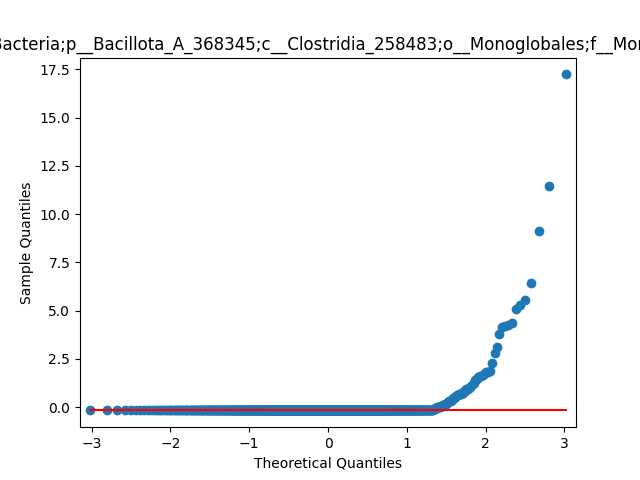 Bacteria;p__Bacillota_A_368345;c__Clostridia_258483;o__Monoglobales;f__Mon
17.5
15.0
12.5
10.0
7.5
5.0
2.5
0.0
Sample Quantiles
−3 −2 −1 0 1 2 3
Theoretical Quantiles